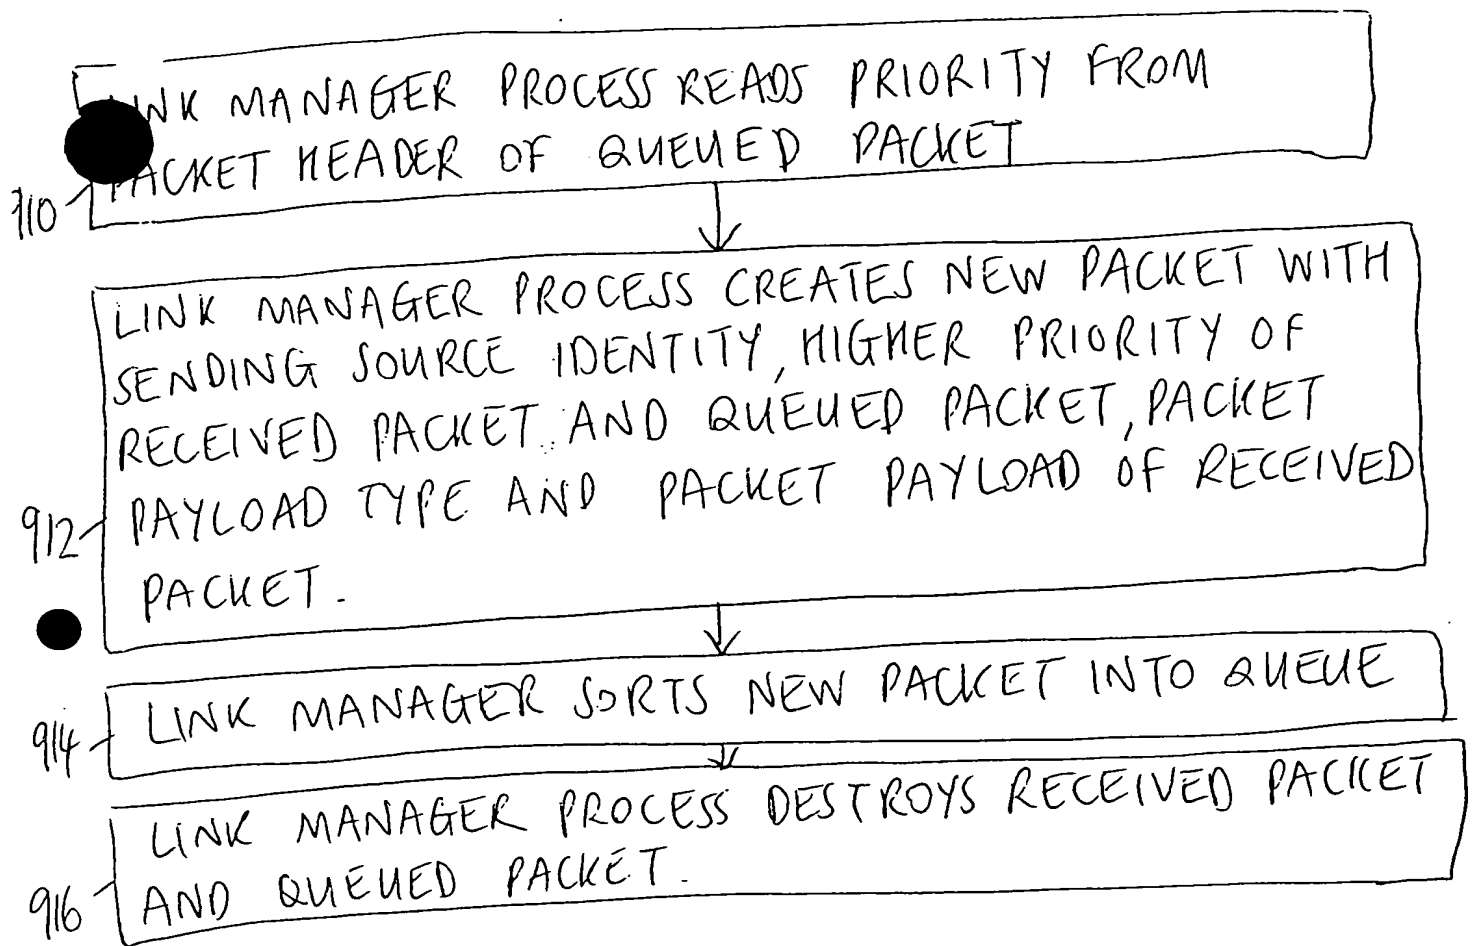 LINK MANAGER PROCESS READS PRIORITY FROM
PACKET HEADER OF QUEUED PACKET
910
LINK MANAGER PROCESS CREATES NEW PACKET WITH
SENDING SOURCE IDENTITY, HIGHER PRIORITY OF
RECEIVED PACKET AND QUEUED PACKET, PACKET
PAYLOAD TYPE AND PACKET PAYLOAD OF RECEIVED
912
PACKET.
LINK MANAGER SORTS NEW PACKET INTO QUEUE
914
LINK MANAGER PROCESS DESTROYS RECEIVED PACKET
AND QUEUED PACKET.
916